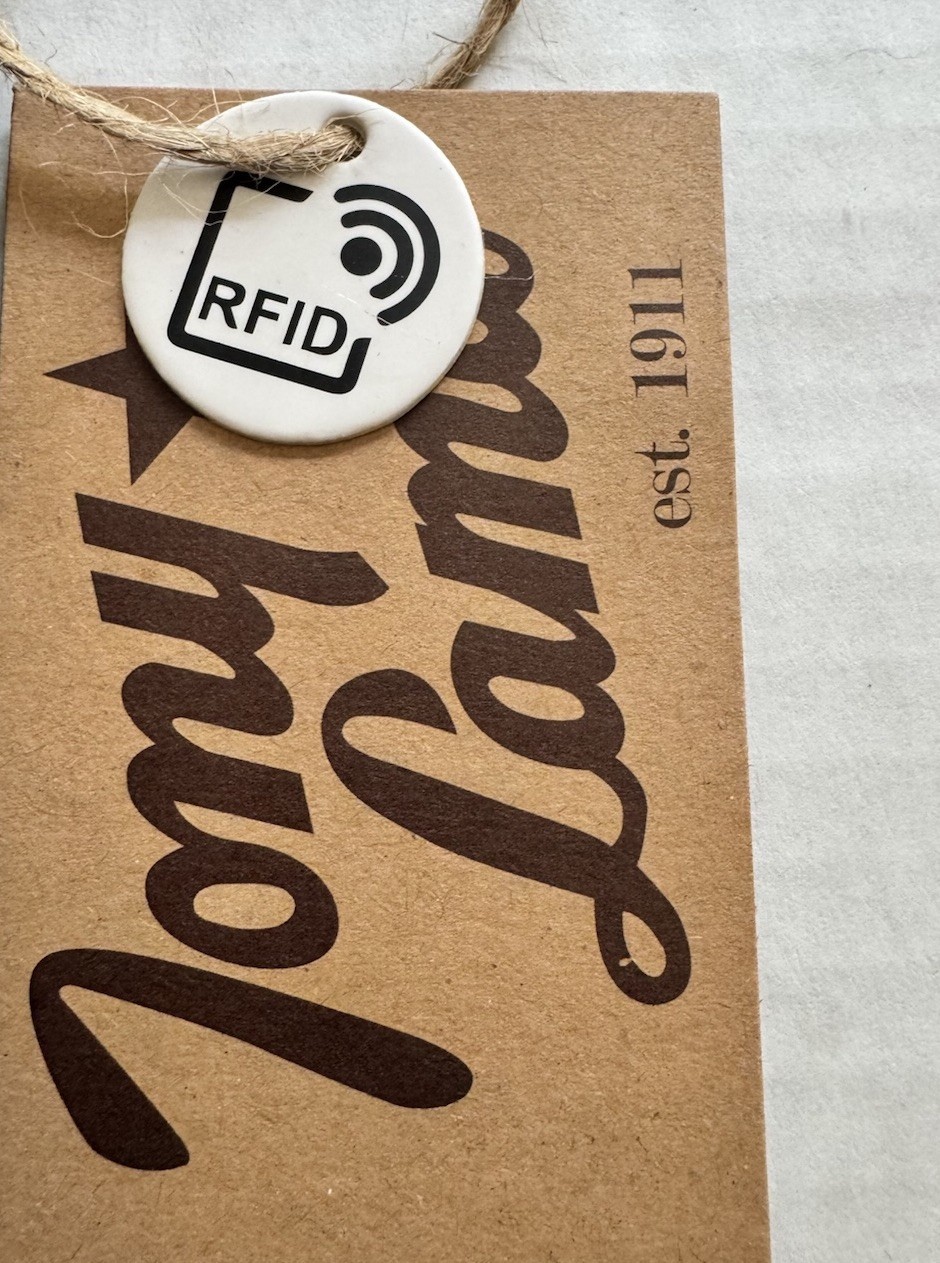 RFID
Tony
Lama
est. 1911